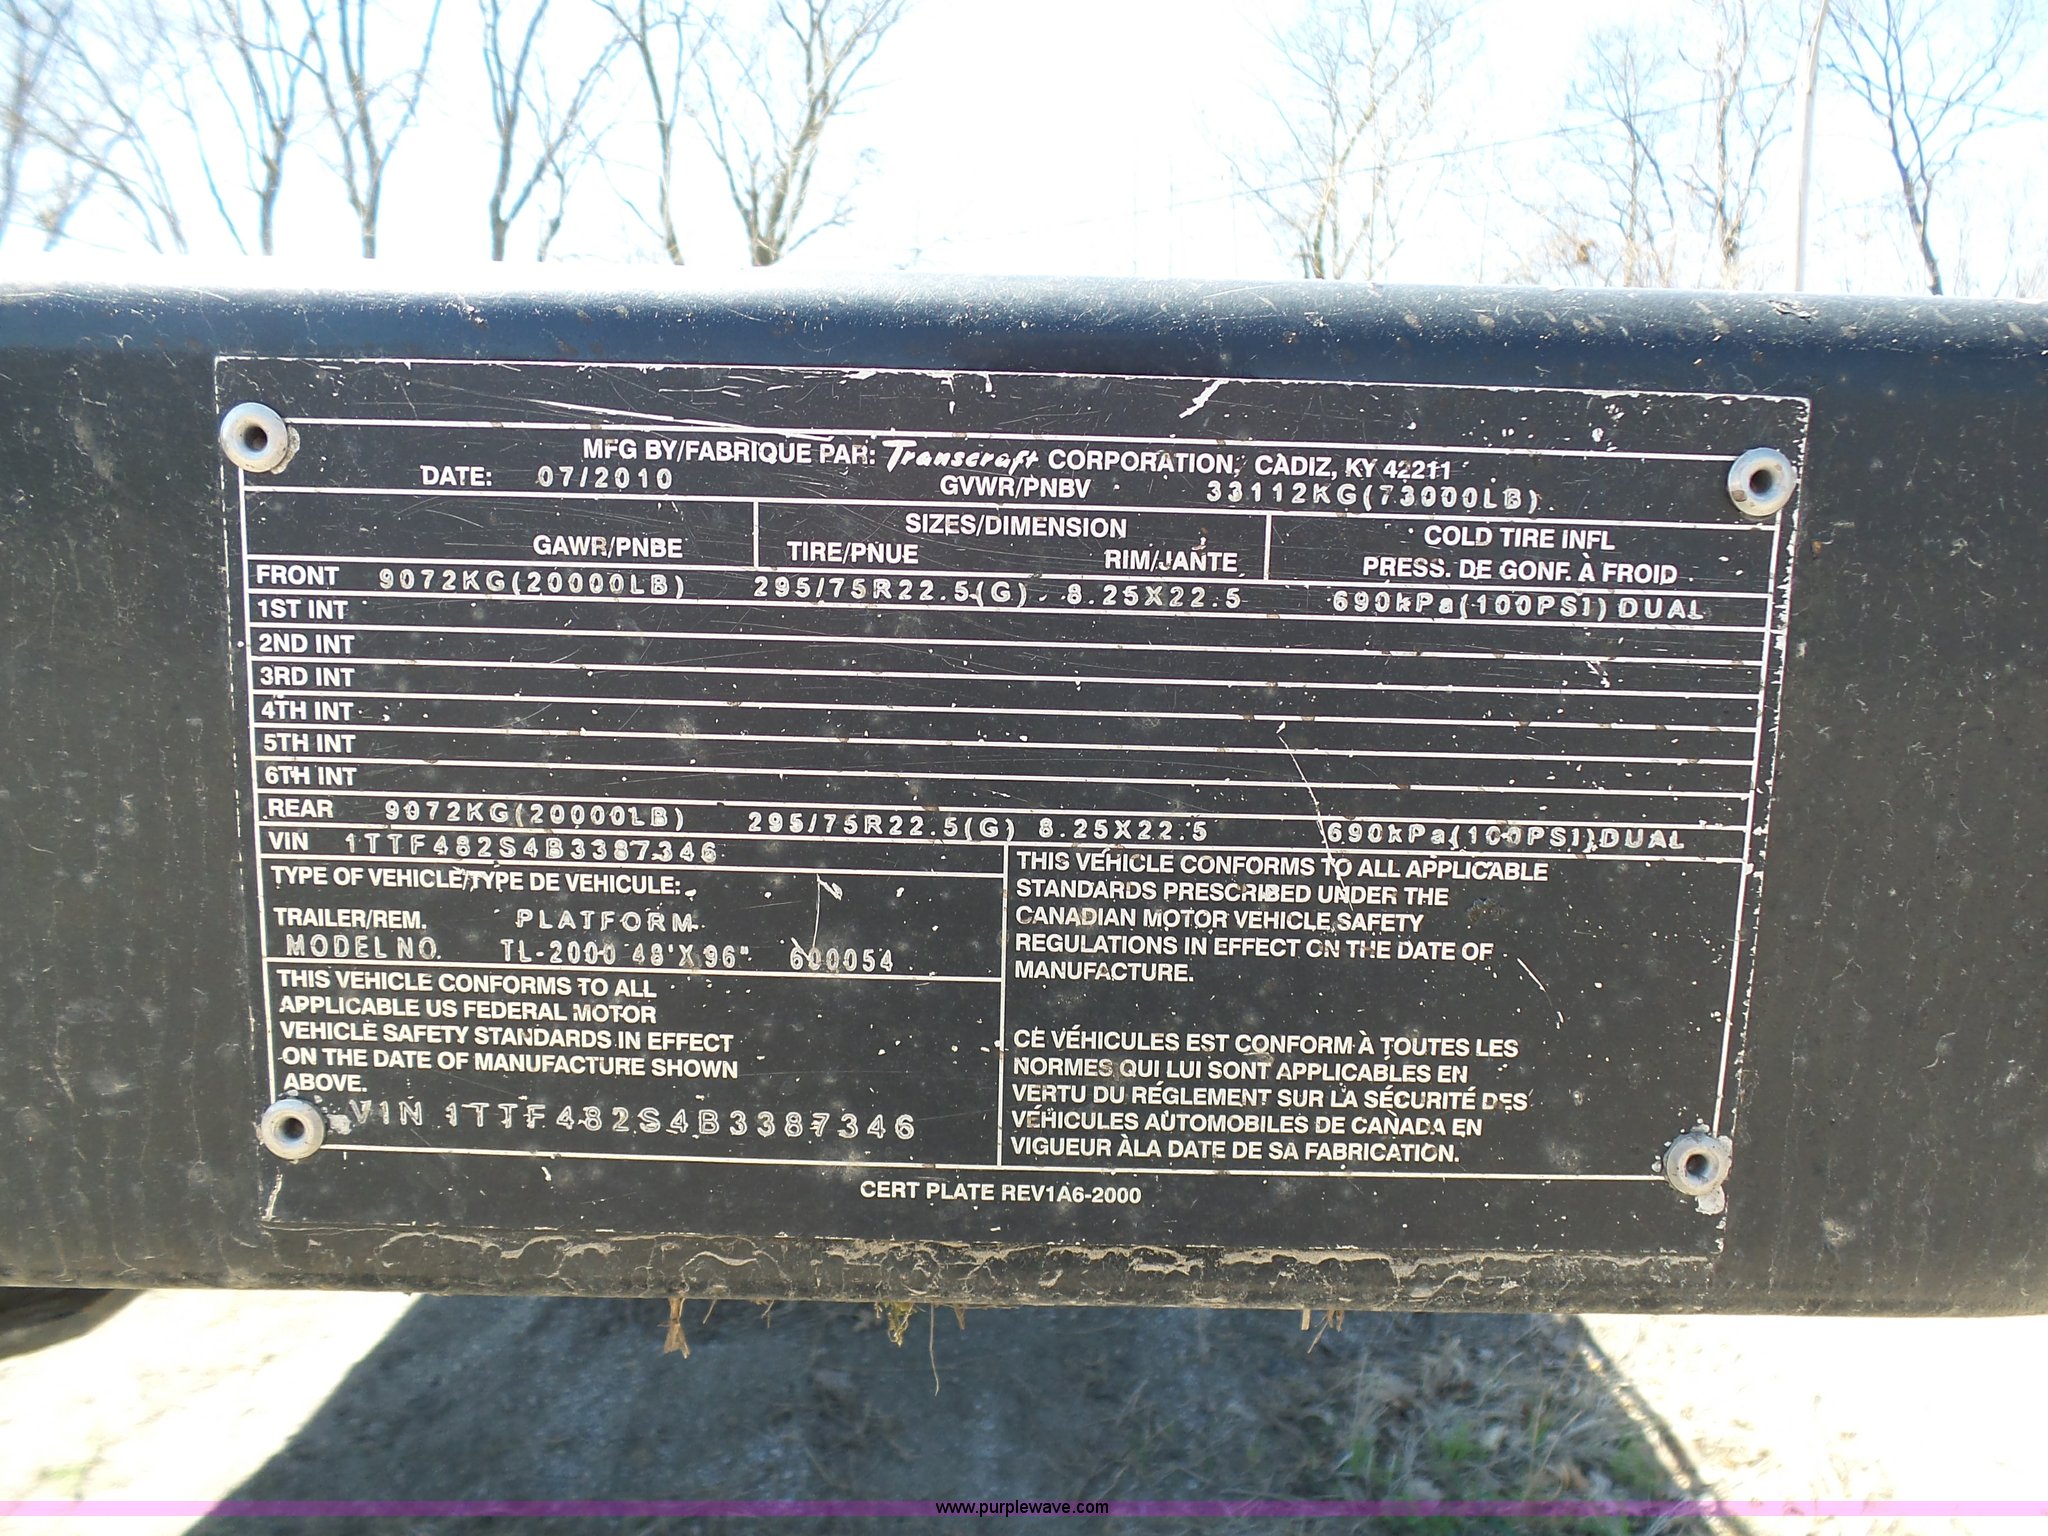 MFG BY/FABRIQUE PAR: Transcraft CORPORATION, CADIZ, KY 42211
DATE: 07/2010 GVWR/PNBV 33112KG(73000LB)
GAWR/PNBE SIZES/DIMENSION COLD TIRE INFL
TIRE/PNUE RIM/JANTE PRESS. DE GONF. À FROID
FRONT 9072KG(20000LB) 295/75R22.5(G) 8.25X22.5 690kPa(100PSI)DUAL
1ST INT
2ND INT
3RD INT
4TH INT
5TH INT
6TH INT
REAR 9072KG(20000LB) 295/75R22.5(G) 8.25X22.5 690kPa(100PSI)DUAL
VIN 1TTF482S4B3387346
TYPE OF VEHICLE/TYPE DE VEHICULE:
TRAILER/REM. PLATFORM
MODEL NO. TL-2000 48'X96" 600054
THIS VEHICLE CONFORMS TO ALL
APPLICABLE US FEDERAL MOTOR
VEHICLE SAFETY STANDARDS IN EFFECT
ON THE DATE OF MANUFACTURE SHOWN
ABOVE.
VIN 1TTF482S4B3387346
THIS VEHICLE CONFORMS TO ALL APPLICABLE
STANDARDS PRESCRIBED UNDER THE
CANADIAN MOTOR VEHICLE SAFETY
REGULATIONS IN EFFECT ON THE DATE OF
MANUFACTURE.
CE VÉHICULES EST CONFORM À TOUTES LES
NORMES QUI LUI SONT APPLICABLES EN
VERTU DU RÉGLEMENT SUR LA SÉCURITÉ DES
VÉHICULES AUTOMOBILES DE CANADA EN
VIGUEUR ÀLA DATE DE SA FABRICATION.
CERT PLATE REV1A6-2000
www.purplewave.com